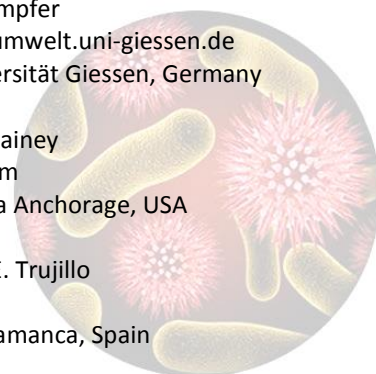 mpfer
umwelt.uni-giessen.de
ersität Giessen, Germany
ainey
m
a Anchorage, USA
. Trujillo
amanca, Spain